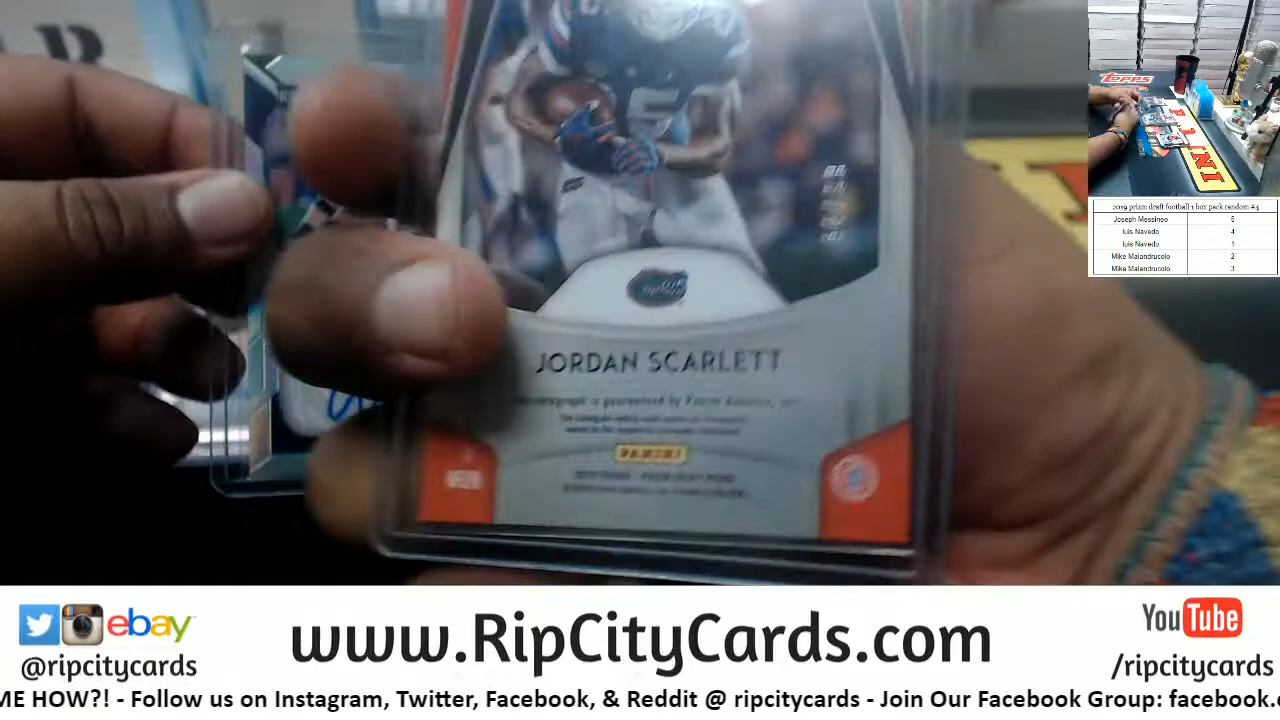 JORDAN SCARLETT
PANINI
topps
PANINI
2019 prizm draft football 1 box pack random #4
Joseph Messineo 6
luis Navedo 4
luis Navedo 1
Mike Malandrucolo 2
Mike Malandrucolo 3
ebay
@ripcitycards
www.RipCityCards.com
YouTube
/ripcitycards
ME HOW?! - Follow us on Instagram, Twitter, Facebook, & Reddit @ ripcitycards - Join Our Facebook Group: facebook.c